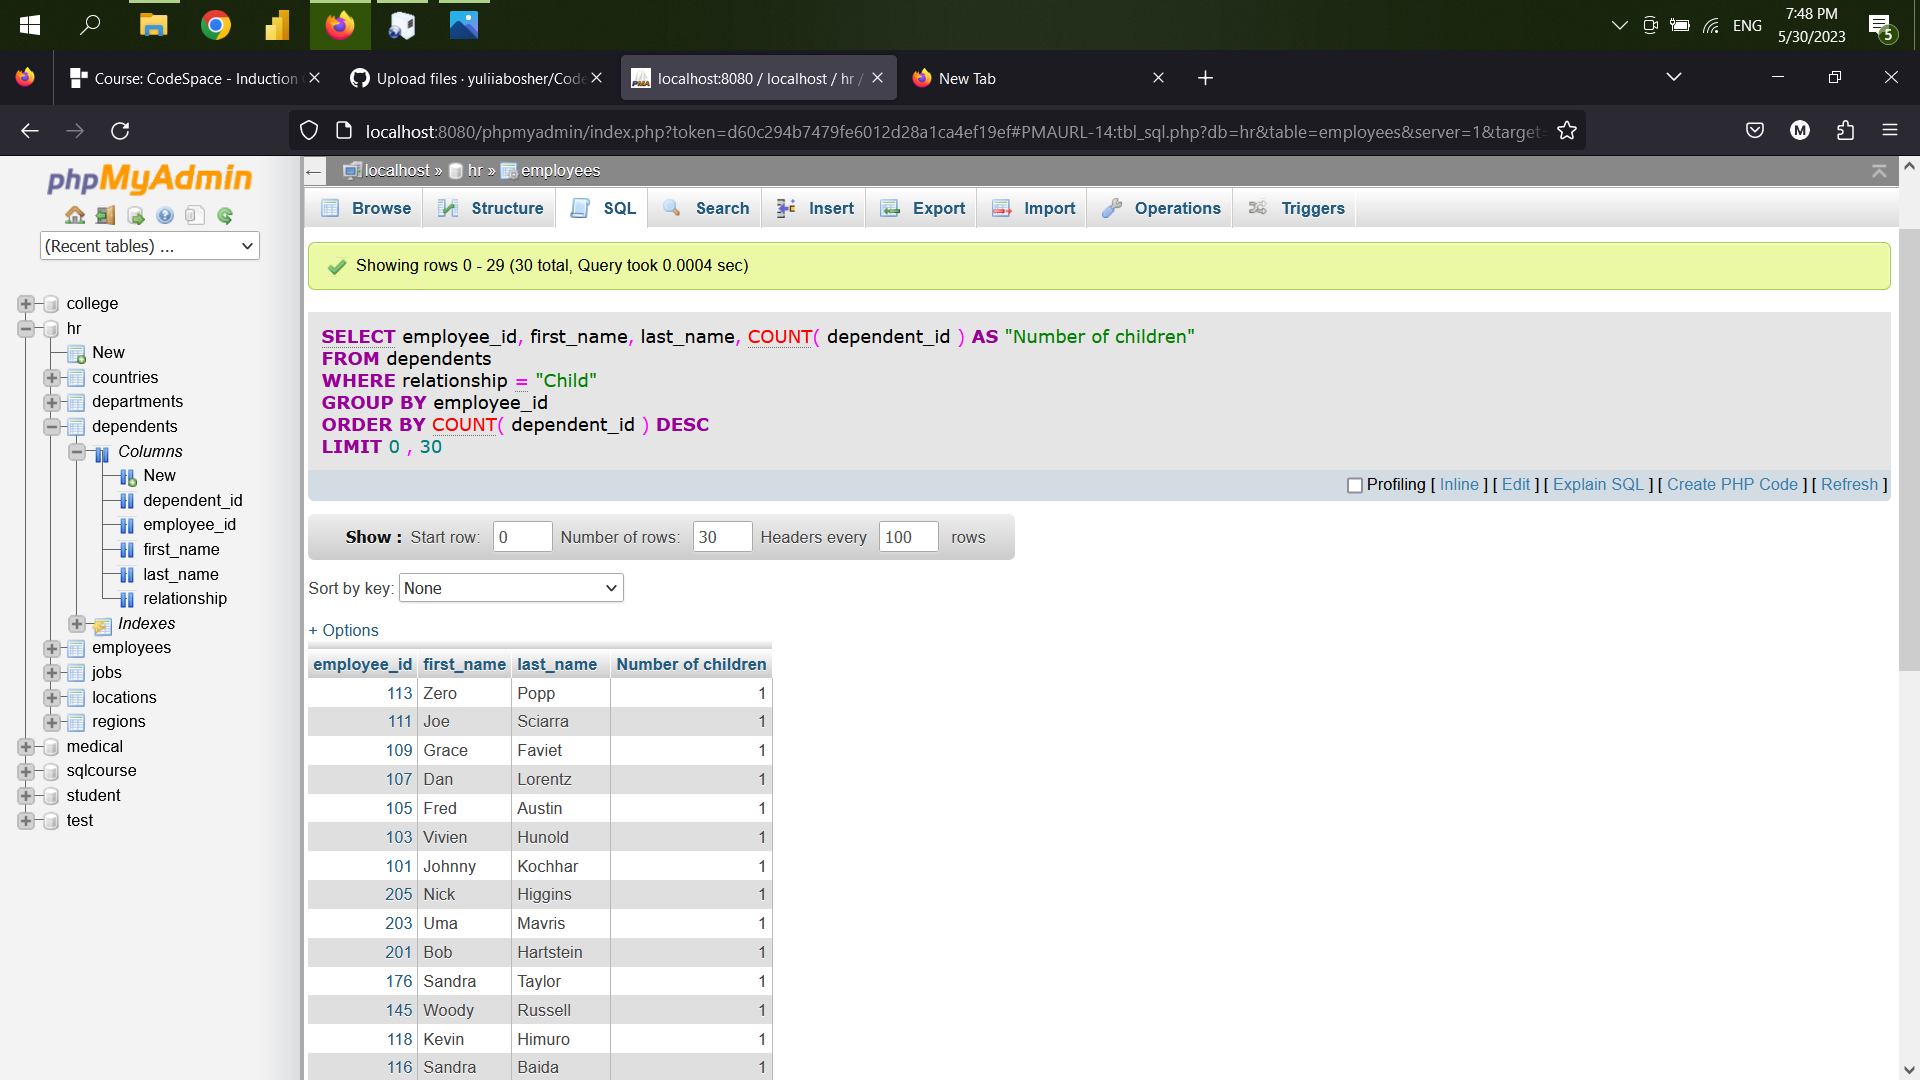 ENG
7:48 PM
5/30/2023
5
Course: CodeSpace - Induction
Upload files · yuliiabosher/Code
localhost:8080 / localhost / hr /
New Tab
localhost:8080/phpmyadmin/index.php?token=d60c294b7479fe6012d28a1ca4ef19ef#PMAURL-14:tbl_sql.php?db=hr&table=employees&server=1&target=
M
phpMyAdmin
(Recent tables) ...
college
hr
New
countries
departments
dependents
Columns
New
dependent_id
employee_id
first_name
last_name
relationship
Indexes
employees
jobs
locations
regions
medical
sqlcourse
student
test
localhost » hr » employees
Browse Structure SQL Search Insert Export Import Operations Triggers
Showing rows 0 - 29 (30 total, Query took 0.0004 sec)
SELECT employee_id, first_name, last_name, COUNT( dependent_id ) AS "Number of children"
FROM dependents
WHERE relationship = "Child"
GROUP BY employee_id
ORDER BY COUNT( dependent_id ) DESC
LIMIT 0 , 30
Profiling [ Inline ] [ Edit ] [ Explain SQL ] [ Create PHP Code ] [ Refresh ]
Show : Start row: 0 Number of rows: 30 Headers every 100 rows
Sort by key: None
+ Options
employee_id first_name last_name Number of children
113 Zero Popp 1
111 Joe Sciarra 1
109 Grace Faviet 1
107 Dan Lorentz 1
105 Fred Austin 1
103 Vivien Hunold 1
101 Johnny Kochhar 1
205 Nick Higgins 1
203 Uma Mavris 1
201 Bob Hartstein 1
176 Sandra Taylor 1
145 Woody Russell 1
118 Kevin Himuro 1
116 Sandra Baida 1